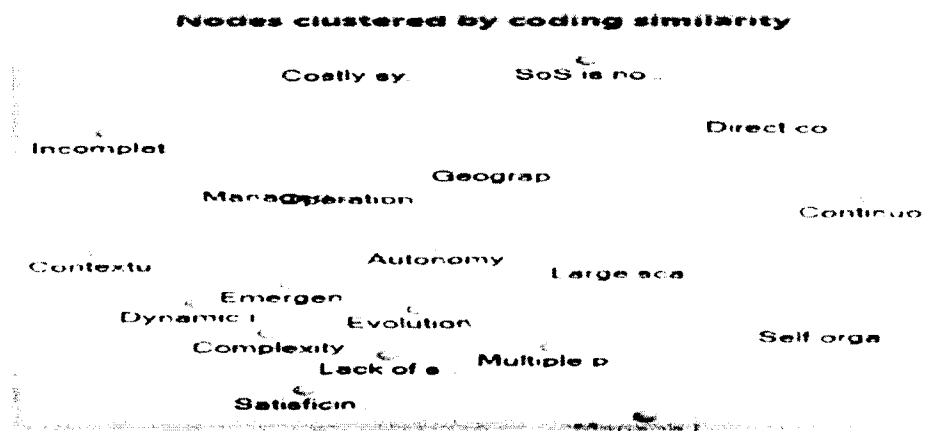 Nodes clustered by coding similarity
Costly sy..
SoS is no...
Direct co
Incomplet
Geograp
Operation
Continuo
Autonomy
Contextu
Large sca
Emergen
Dynamic i
Evolution
Self orga
Complexity
Multiple p
Lack of e...
Satisficin